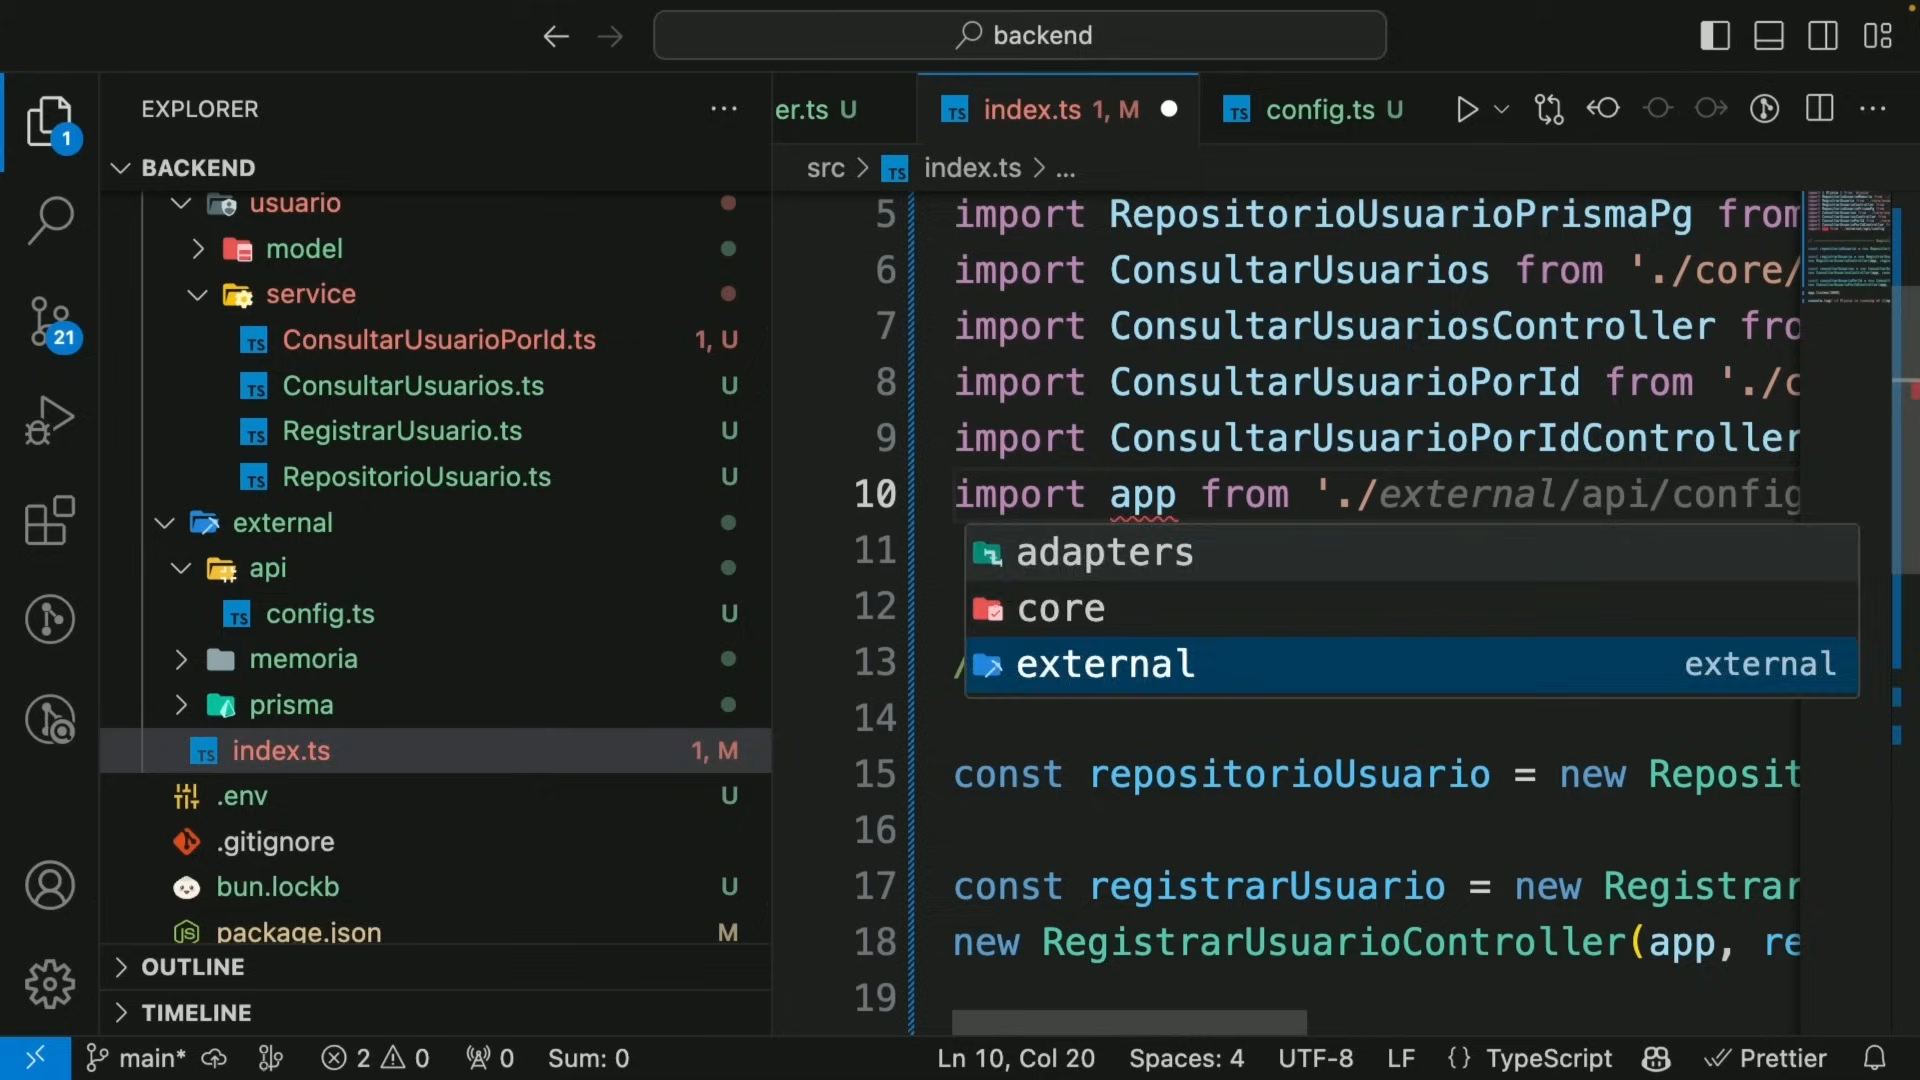 backend
EXPLORER
er.ts U
index.ts 1, M
config.ts U
1
BACKEND
src > index.ts > ...
usuario
model
service
ConsultarUsuarioPorId.ts 1, U
ConsultarUsuarios.ts U
RegistrarUsuario.ts U
RepositorioUsuario.ts U
external
api
config.ts U
memoria
prisma
index.ts 1, M
.env U
.gitignore
bun.lockb U
package.json M
OUTLINE
TIMELINE
21
5 import RepositorioUsuarioPrismaPg from
6 import ConsultarUsuarios from './core/
7 import ConsultarUsuariosController fro
8 import ConsultarUsuarioPorId from './c
9 import ConsultarUsuarioPorIdController
10 import app from './external/api/config
11
12
13 /
adapters
core
external external
14
15 const repositorioUsuario = new Reposit
16
17 const registrarUsuario = new Registrar
18 new RegistrarUsuarioController(app, re
19
main* 2 0 0 Sum: 0 Ln 10, Col 20 Spaces: 4 UTF-8 LF {} TypeScript Prettier